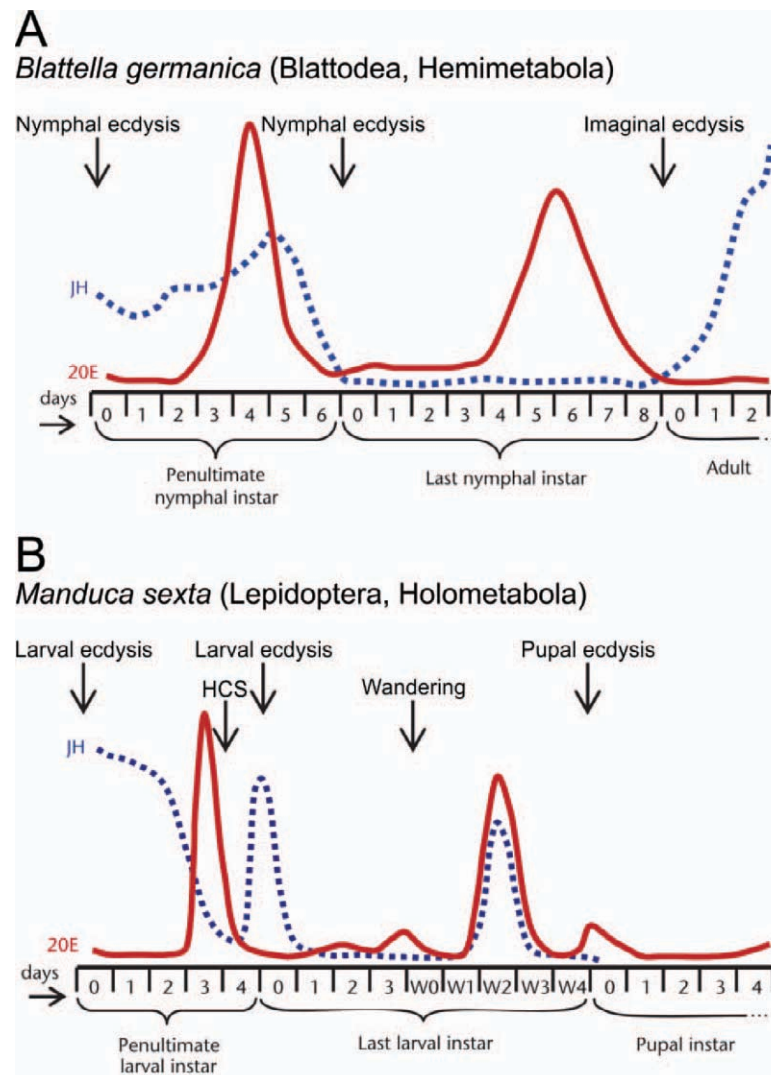 A
Blattella germanica (Blattodea, Hemimetabola)
Nymphal ecdysis Nymphal ecdysis Imaginal ecdysis
JH
20E
days 0 1 2 3 4 5 6 0 1 2 3 4 5 6 7 8 0 1 2
Penultimate
nymphal instar
Last nymphal instar
Adult
B
Manduca sexta (Lepidoptera, Holometabola)
Larval ecdysis Larval ecdysis Pupal ecdysis
HCS Wandering
JH
20E
days 0 1 2 3 4 0 1 2 3 W0 W1 W2 W3 W4 0 1 2 3 4
Penultimate
larval instar
Last larval instar
Pupal instar